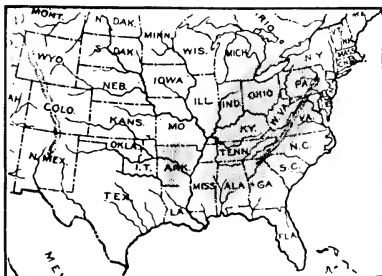 MONT.
N. DAK.
MINN.
WIS.
MICH.
N Y
WYO.
S. DAK.
IOWA
NEB.
ILL.
IND.
OHIO
PA.
W. VA.
VA.
COLO.
KANS.
MO
KY.
N. MEX.
OKLA.
I. T.
ARK.
TENN.
N. C.
S. C.
TEX.
LA.
MISS
ALA
GA
FLA